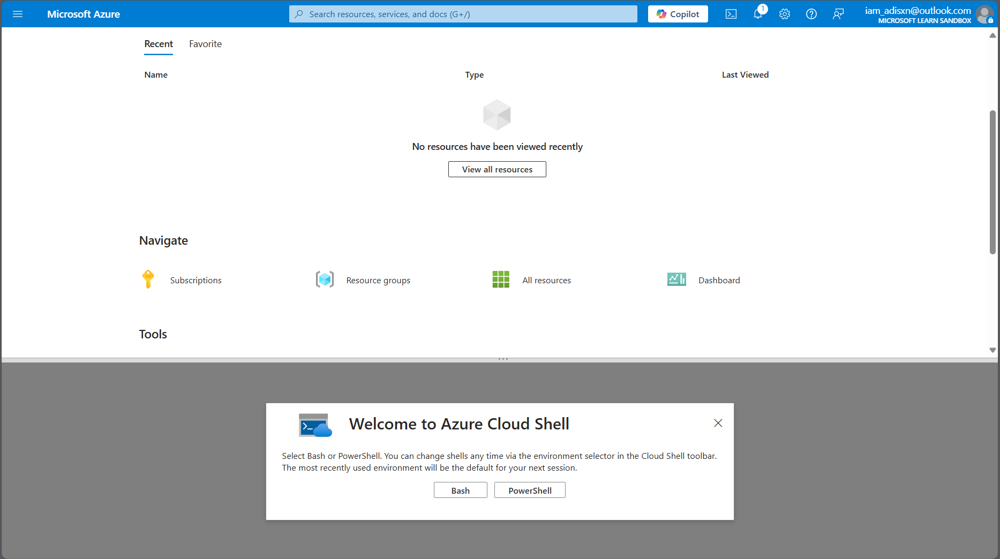 Microsoft Azure
Search resources, services, and docs (G+/)
Copilot
1
iam_adisxn@outlook.com
MICROSOFT LEARN SANDBOX
Recent
Favorite
Name
Type
Last Viewed
No resources have been viewed recently
View all resources
Navigate
Subscriptions
Resource groups
All resources
Dashboard
Tools
Welcome to Azure Cloud Shell
Select Bash or PowerShell. You can change shells any time via the environment selector in the Cloud Shell toolbar.
The most recently used environment will be the default for your next session.
Bash
PowerShell